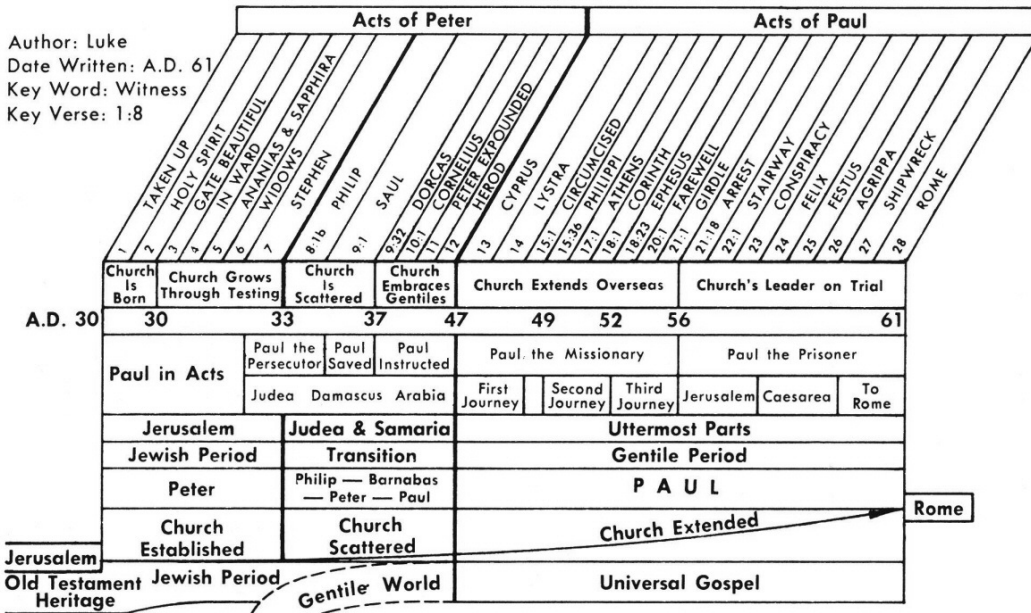 Acts of Peter
Acts of Paul
Author: Luke
Date Written: A.D. 61
Key Word: Witness
Key Verse: 1:8
TAKEN UP
HOLY SPIRIT
GATE BEAUTIFUL
IN WARD
ANANIAS & SAPPHIRA
WIDOWS
STEPHEN
PHILIP
SAUL
DORCAS
CORNELIUS
PETER EXPOUNDED
HEROD
CYPRUS
LYSTRA
CIRCUMCISED
PHILIPPI
ATHENS
CORINTH
EPHESUS
FAREWELL
GIRDLE
ARREST
STAIRWAY
CONSPIRACY
FELIX
FESTUS
AGRIPPA
SHIPWRECK
ROME
1 2 3 4 5 6 7 8:1b 9:1 9:32 10:1 11 12 13 14 15:1 15:36 17:1 18:1 18:23 20:1 21:1 21:18 22:1 23 24 25 26 27 28
Church
Is
Born
Church Grows
Through Testing
Church
Is
Scattered
Church
Embraces
Gentiles
Church Extends Overseas
Church's Leader on Trial
A.D. 30 30 33 37 47 49 52 56 61
Paul in Acts
Paul the
Persecutor
Paul
Saved
Paul
Instructed
Paul the Missionary
Paul the Prisoner
Judea Damascus Arabia
First
Journey
Second
Journey
Third
Journey
Jerusalem
Caesarea
To
Rome
Jerusalem
Judea & Samaria
Uttermost Parts
Jewish Period
Transition
Gentile Period
Peter
Philip — Barnabas
— Peter — Paul
PAUL
Church
Established
Church
Scattered
Church Extended
Rome
Jerusalem
Old Testament
Heritage
Jewish Period
Gentile World
Universal Gospel